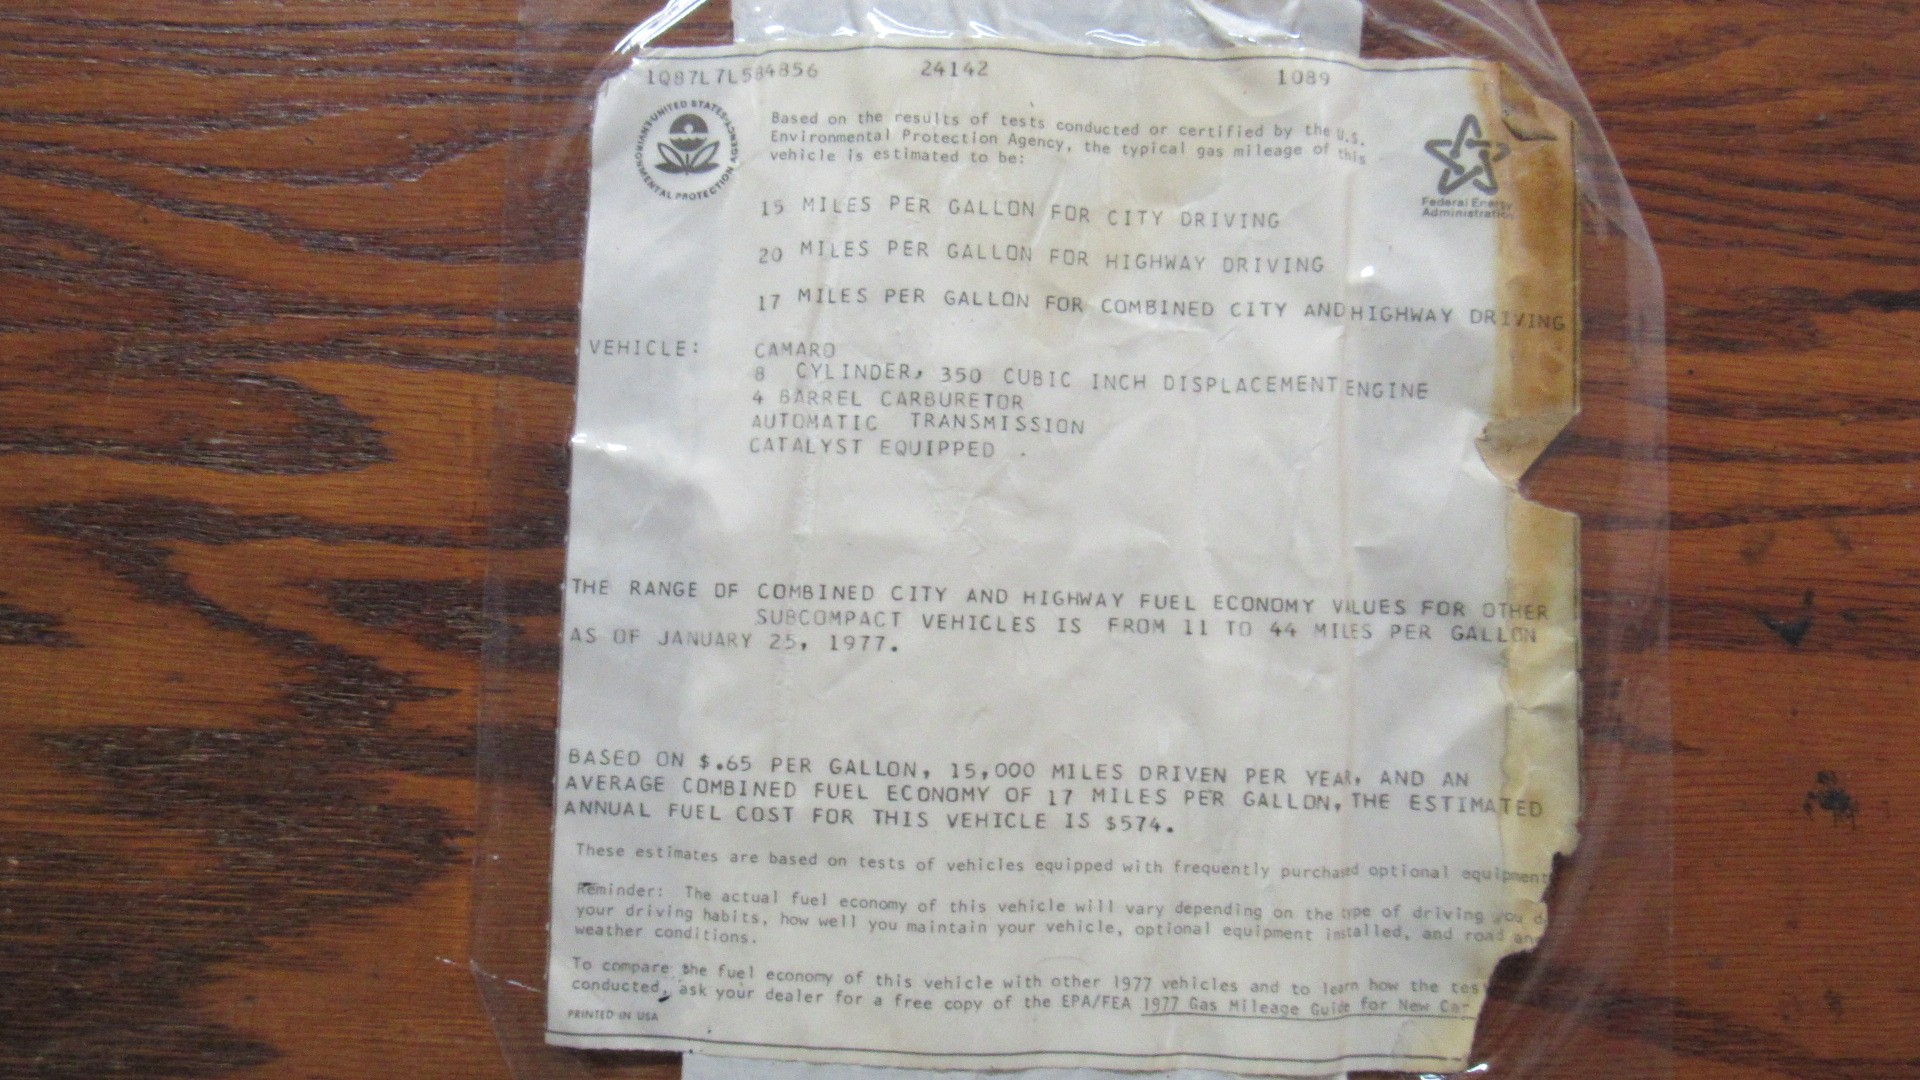 1Q87L7L584856 24142 1089
UNITED STATES ENVIRONMENTAL PROTECTION AGENCY
Based on the results of tests conducted or certified by the U.S.
Environmental Protection Agency, the typical gas mileage of this
vehicle is estimated to be:
Federal Energy
Administration
15 MILES PER GALLON FOR CITY DRIVING
20 MILES PER GALLON FOR HIGHWAY DRIVING
17 MILES PER GALLON FOR COMBINED CITY AND HIGHWAY DRIVING
VEHICLE: CAMARO
8 CYLINDER, 350 CUBIC INCH DISPLACEMENT ENGINE
4 BARREL CARBURETOR
AUTOMATIC TRANSMISSION
CATALYST EQUIPPED .
THE RANGE OF COMBINED CITY AND HIGHWAY FUEL ECONOMY VALUES FOR OTHER
SUBCOMPACT VEHICLES IS FROM 11 TO 44 MILES PER GALLON
AS OF JANUARY 25, 1977.
BASED ON $.65 PER GALLON, 15,000 MILES DRIVEN PER YEAR, AND AN
AVERAGE COMBINED FUEL ECONOMY OF 17 MILES PER GALLON, THE ESTIMATED
ANNUAL FUEL COST FOR THIS VEHICLE IS $574.
These estimates are based on tests of vehicles equipped with frequently purchased optional equipment
Reminder: The actual fuel economy of this vehicle will vary depending on the type of driving you
your driving habits, how well you maintain your vehicle, optional equipment installed, and road
weather conditions.
To compare the fuel economy of this vehicle with other 1977 vehicles and to learn how the
conducted, ask your dealer for a free copy of the EPA/FEA 1977 Gas Mileage Guide for New
PRINTED IN USA